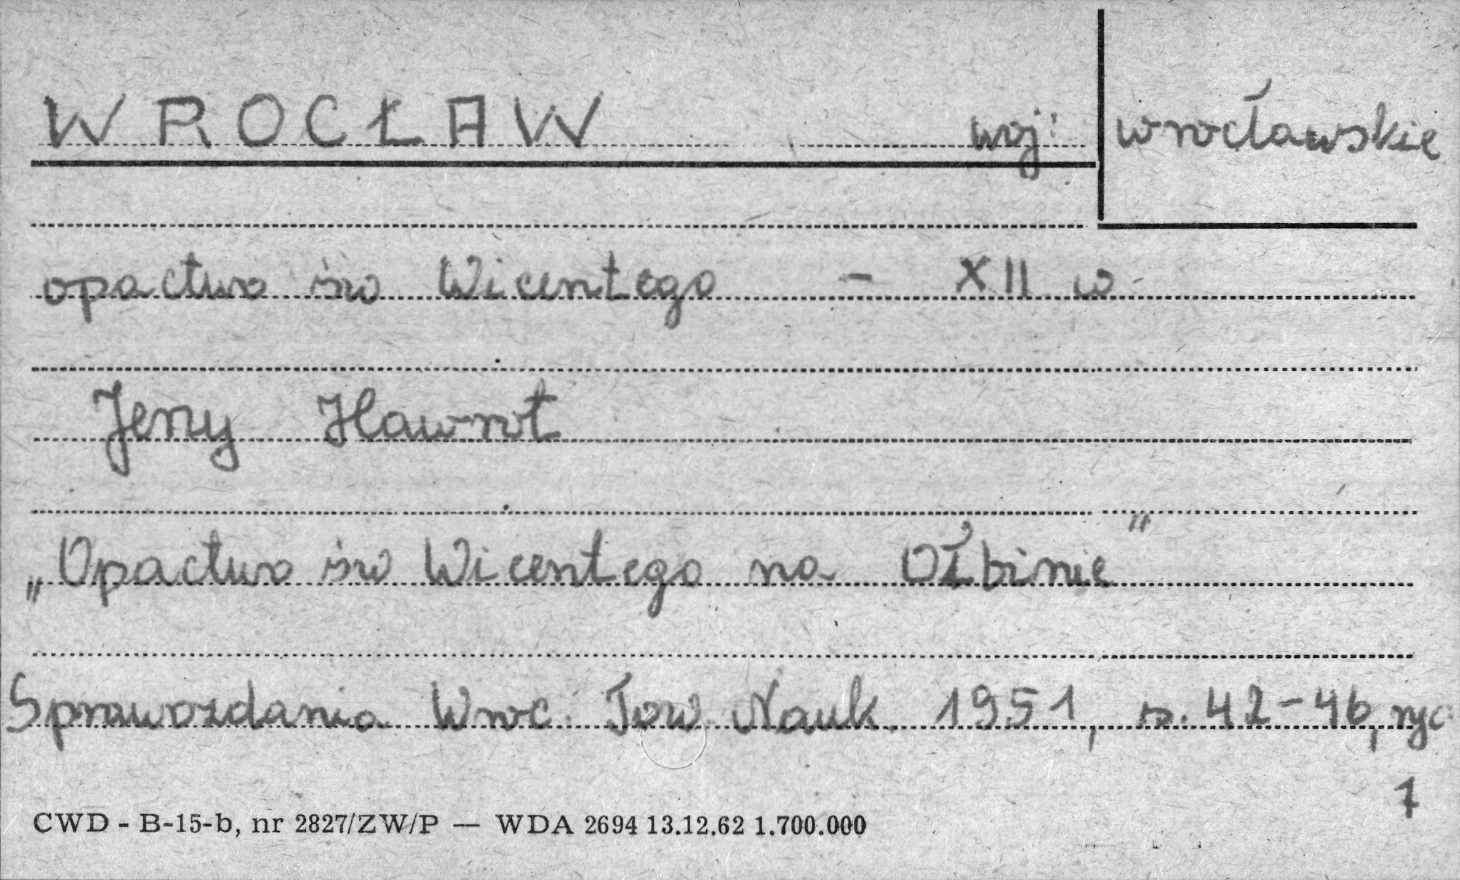 WROCŁAW woj: wrocławskie
opactwo św Wicentego – XII w
Jerzy Hawrot
„Opactwo św Wicentego na Ołbinie"
Sprawozdania Wroc. Tow. Nauk. 1951, s. 42-46, ryc
1
CWD - B-15-b, nr 2827/ZW/P — WDA 2694 13.12.62 1.700.000